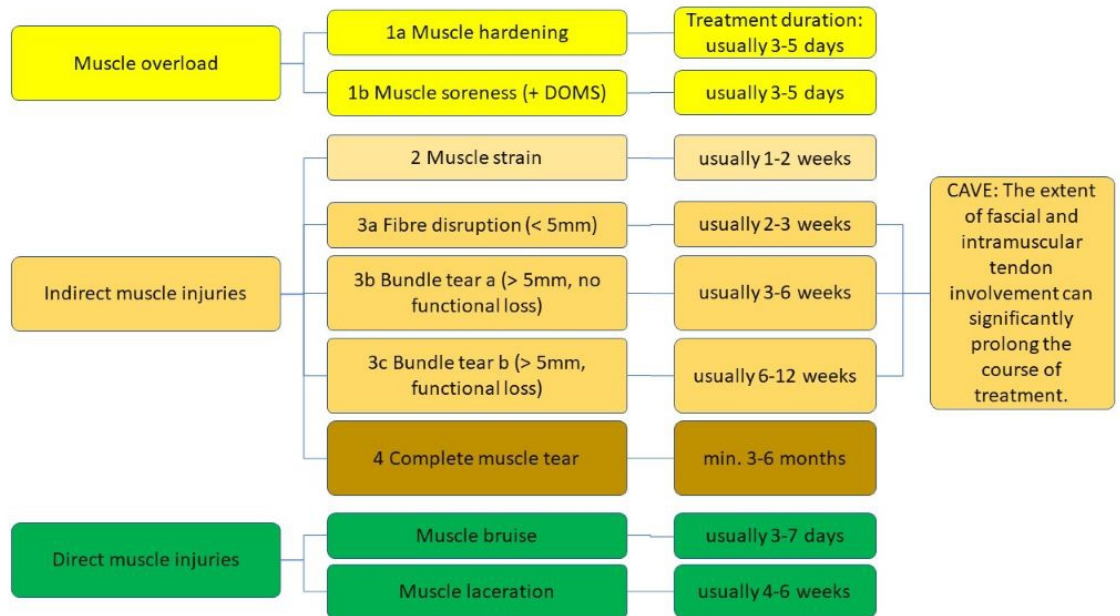 Muscle overload
1a Muscle hardening
Treatment duration:
usually 3-5 days
1b Muscle soreness (+ DOMS)
usually 3-5 days
Indirect muscle injuries
2 Muscle strain
usually 1-2 weeks
3a Fibre disruption (< 5mm)
usually 2-3 weeks
3b Bundle tear a (> 5mm, no
functional loss)
usually 3-6 weeks
3c Bundle tear b (> 5mm,
functional loss)
usually 6-12 weeks
4 Complete muscle tear
min. 3-6 months
CAVE: The extent
of fascial and
intramuscular
tendon
involvement can
significantly
prolong the
course of
treatment.
Direct muscle injuries
Muscle bruise
usually 3-7 days
Muscle laceration
usually 4-6 weeks